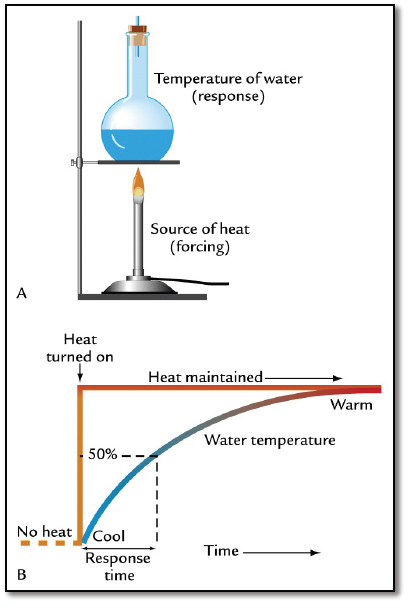 Temperature of water
(response)
Source of heat
(forcing)
A
Heat
turned on
Heat maintained
Warm
Water temperature
50%
No heat
Cool
Response
time
Time
B